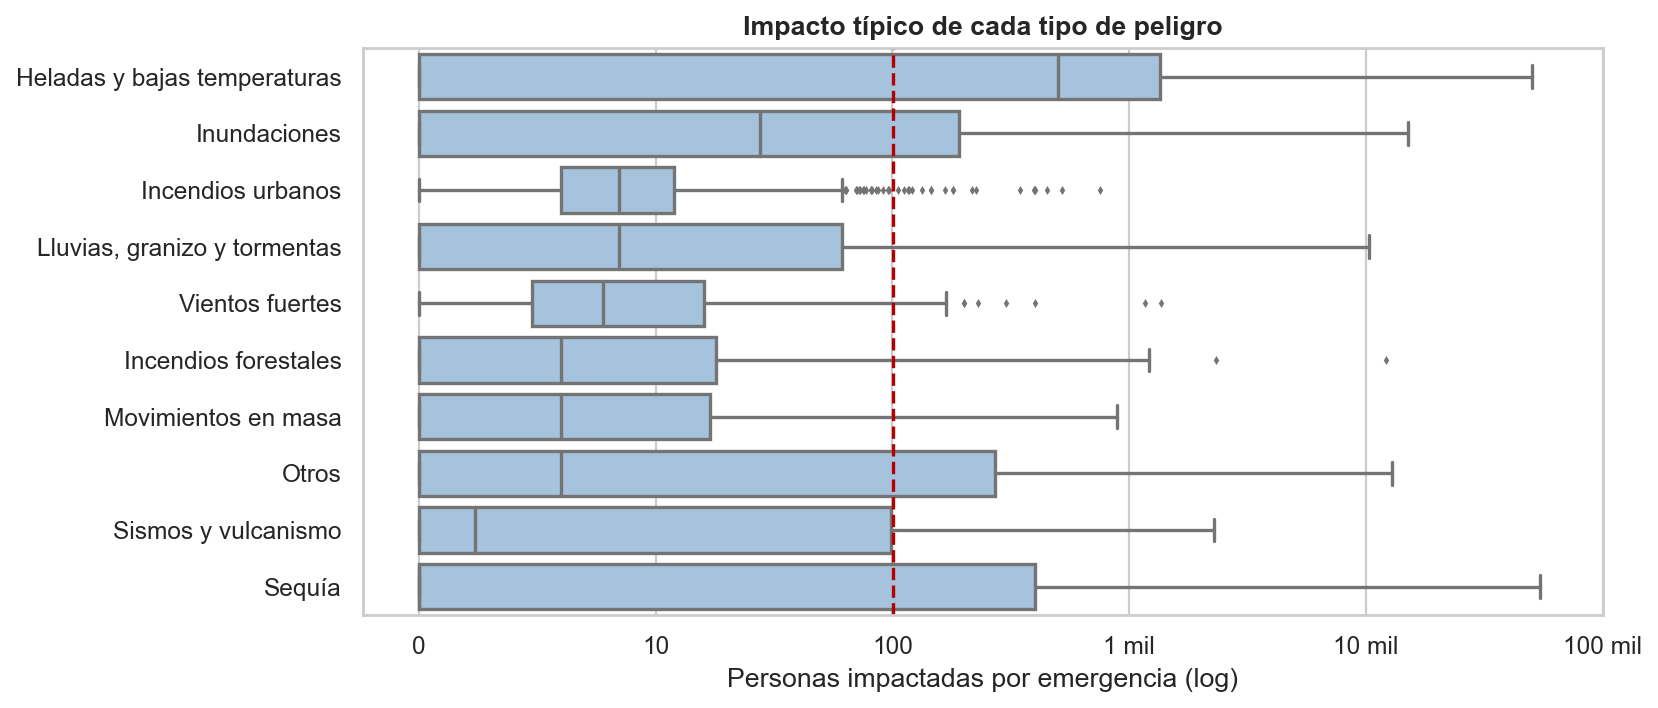 Impacto típico de cada tipo de peligro
Heladas y bajas temperaturas
Inundaciones
Incendios urbanos
Lluvias, granizo y tormentas
Vientos fuertes
Incendios forestales
Movimientos en masa
Otros
Sismos y vulcanismo
Sequía
0 10 100 1 mil 10 mil 100 mil
Personas impactadas por emergencia (log)